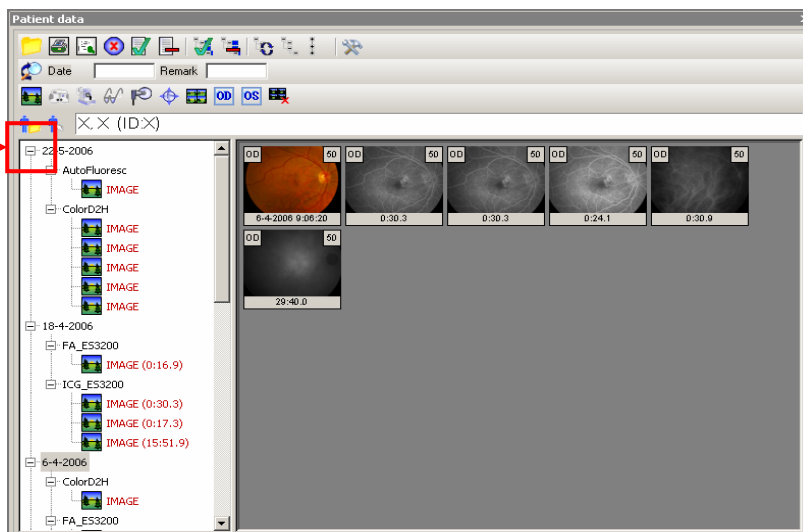 Patient data
Date Remark
OD OS
X, X (ID:X)
22-5-2006
AutoFluoresc
IMAGE
ColorD2H
IMAGE
IMAGE
IMAGE
IMAGE
IMAGE
18-4-2006
FA_ES3200
IMAGE (0:16.9)
ICG_ES3200
IMAGE (0:30.3)
IMAGE (0:17.3)
IMAGE (15:51.9)
6-4-2006
ColorD2H
IMAGE
FA_ES3200
OD 50 OD 50 OD 50 OD 50 OD 50
6-4-2006 9:06:20 0:30.3 0:30.3 0:24.1 0:30.9
OD 50
29:40.0